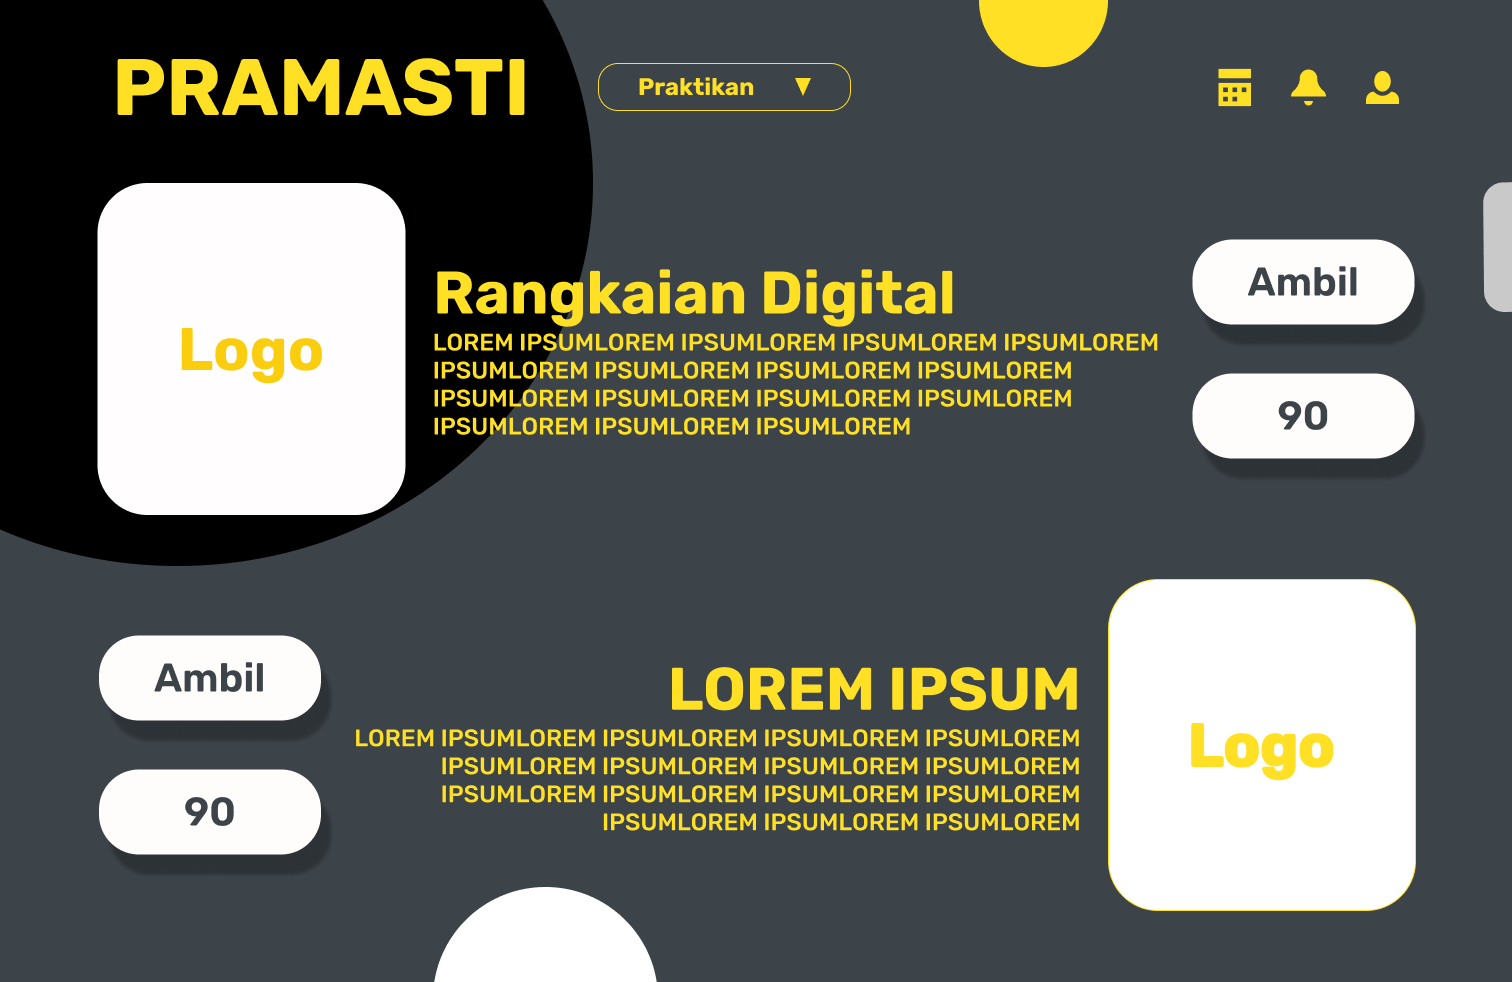 PRAMASTI
Praktikan ▼
Logo
Rangkaian Digital
LOREM IPSUMLOREM IPSUMLOREM IPSUMLOREM IPSUMLOREM
IPSUMLOREM IPSUMLOREM IPSUMLOREM IPSUMLOREM
IPSUMLOREM IPSUMLOREM IPSUMLOREM IPSUMLOREM
IPSUMLOREM IPSUMLOREM IPSUMLOREM
Ambil
90
Ambil
90
LOREM IPSUM
LOREM IPSUMLOREM IPSUMLOREM IPSUMLOREM IPSUMLOREM
IPSUMLOREM IPSUMLOREM IPSUMLOREM IPSUMLOREM
IPSUMLOREM IPSUMLOREM IPSUMLOREM IPSUMLOREM
IPSUMLOREM IPSUMLOREM IPSUMLOREM
Logo